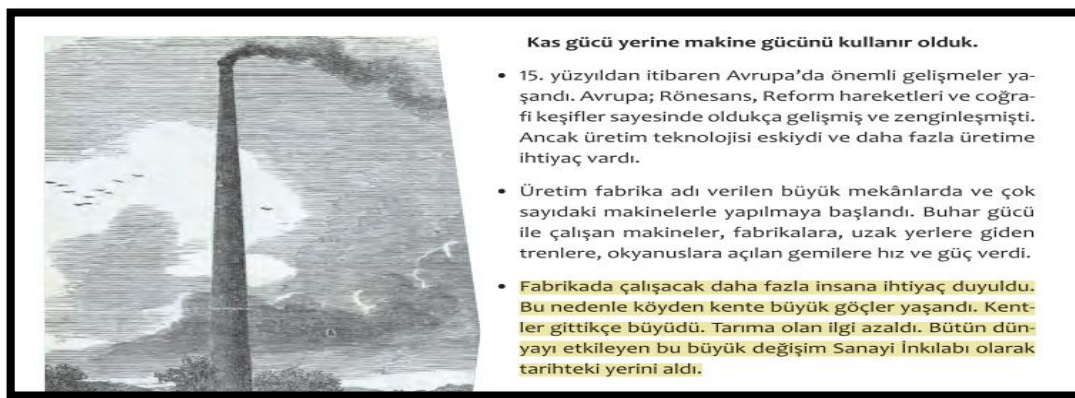 Kas gücü yerine makine gücünü kullanır olduk.
• 15. yüzyıldan itibaren Avrupa’da önemli gelişmeler ya-
şandı. Avrupa; Rönesans, Reform hareketleri ve coğra-
fi keşifler sayesinde oldukça gelişmiş ve zenginleşmişti.
Ancak üretim teknolojisi eskiydi ve daha fazla üretime
ihtiyaç vardı.
• Üretim fabrika adı verilen büyük mekânlarda ve çok
sayıdaki makinelerle yapılmaya başlandı. Buhar gücü
ile çalışan makineler, fabrikalara, uzak yerlere giden
trenlere, okyanuslara açılan gemilere hız ve güç verdi.
• Fabrikada çalışacak daha fazla insana ihtiyaç duyuldu.
Bu nedenle köyden kente büyük göçler yaşandı. Kent-
ler gittikçe büyüdü. Tarıma olan ilgi azaldı. Bütün dün-
yayı etkileyen bu büyük değişim Sanayi İnkılabı olarak
tarihteki yerini aldı.